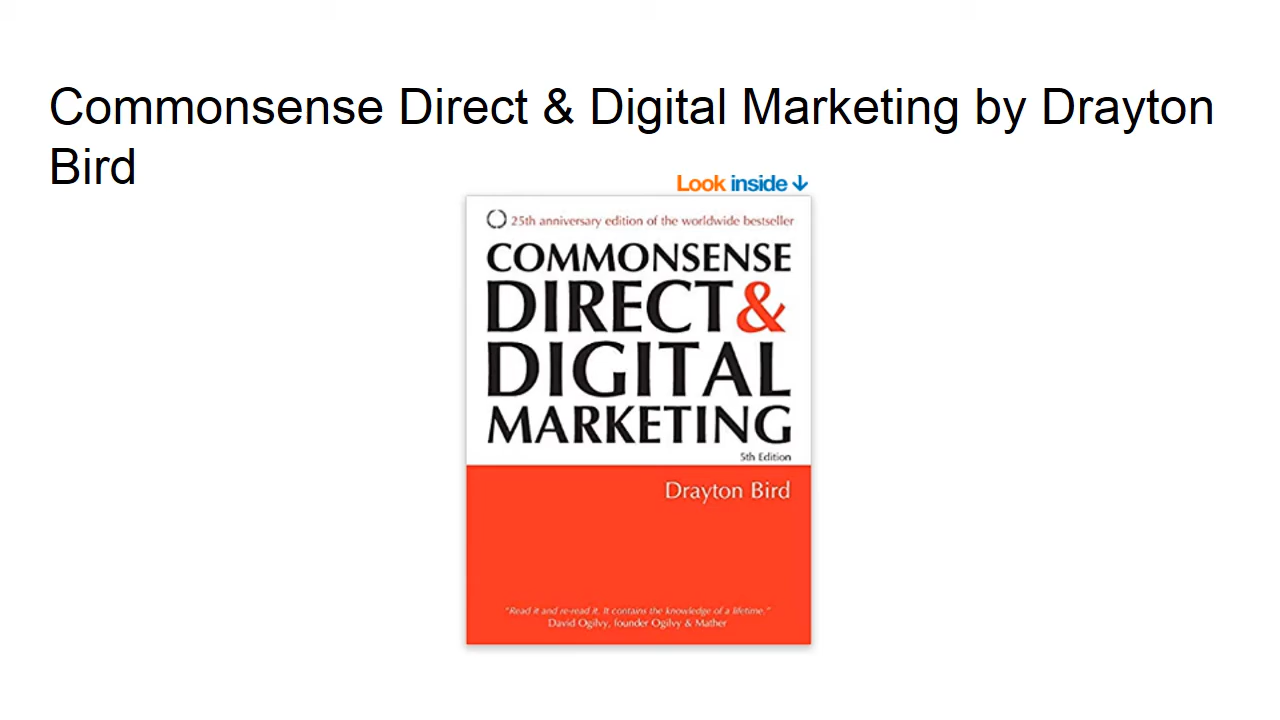 Commonsense Direct & Digital Marketing by Drayton
Bird
Look inside
25th anniversary edition of the worldwide bestseller
COMMONSENSE
DIRECT &
DIGITAL
MARKETING
5th Edition
Drayton Bird
"Read it and re-read it. It contains the knowledge of a lifetime."
David Ogilvy, founder Ogilvy & Mather